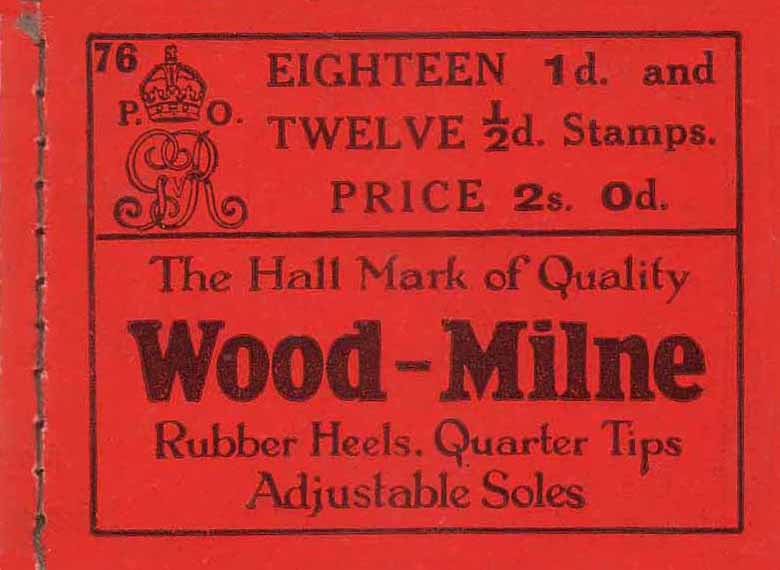 76
P. O.
GVR
EIGHTEEN 1d. and
TWELVE ½d. Stamps.
PRICE 2s. 0d.
The Hall Mark of Quality
Wood-Milne
Rubber Heels. Quarter Tips
Adjustable Soles